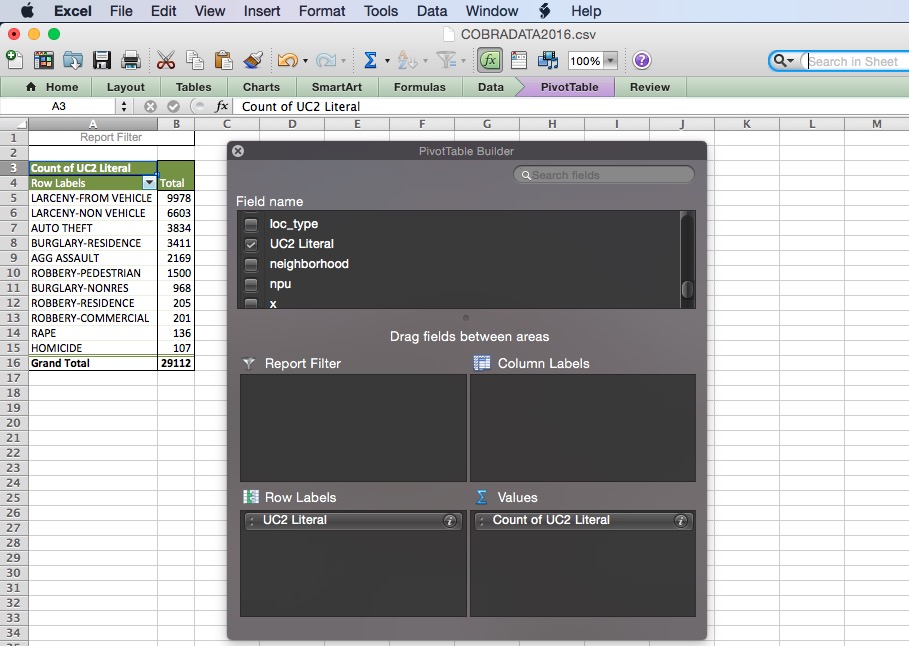 Excel File Edit View Insert Format Tools Data Window Help
COBRADATA2016.csv
fx 100% ? Search in Sheet
Home Layout Tables Charts SmartArt Formulas Data PivotTable Review
A3 fx Count of UC2 Literal
A B C D E F G H I J K L M
1 Report Filter
2
3 Count of UC2 Literal
4 Row Labels Total
5 LARCENY-FROM VEHICLE 9978
6 LARCENY-NON VEHICLE 6603
7 AUTO THEFT 3834
8 BURGLARY-RESIDENCE 3411
9 AGG ASSAULT 2169
10 ROBBERY-PEDESTRIAN 1500
11 BURGLARY-NONRES 968
12 ROBBERY-RESIDENCE 205
13 ROBBERY-COMMERCIAL 201
14 RAPE 136
15 HOMICIDE 107
16 Grand Total 29112
17
18
19
20
21
22
23
24
25
26
27
28
29
30
31
32
33
34
PivotTable Builder
Search fields
Field name
loc_type
UC2 Literal
neighborhood
npu
x
Drag fields between areas
Report Filter Column Labels
Row Labels Values
UC2 Literal i Count of UC2 Literal i